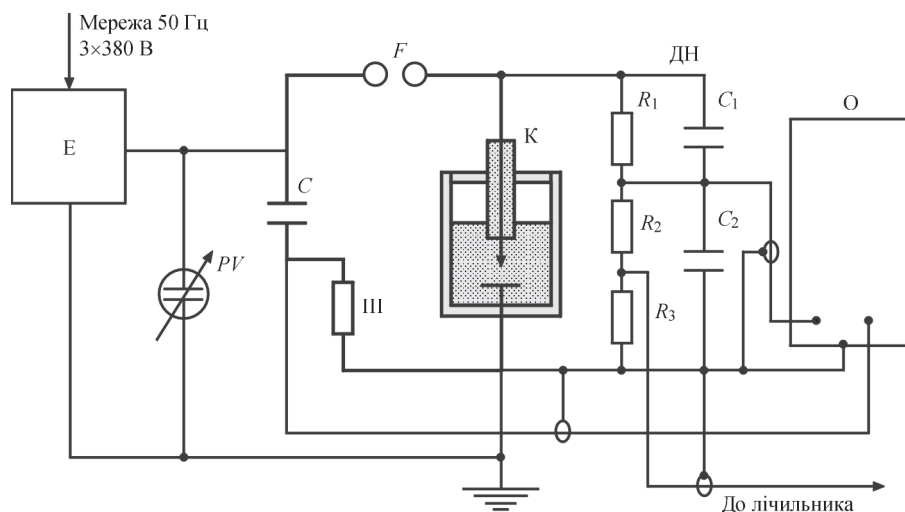 Мережа 50 Гц
3×380 В
F
ДН
R1
C1
О
Е
К
C
R2
C2
PV
Ш
R3
До лічильника